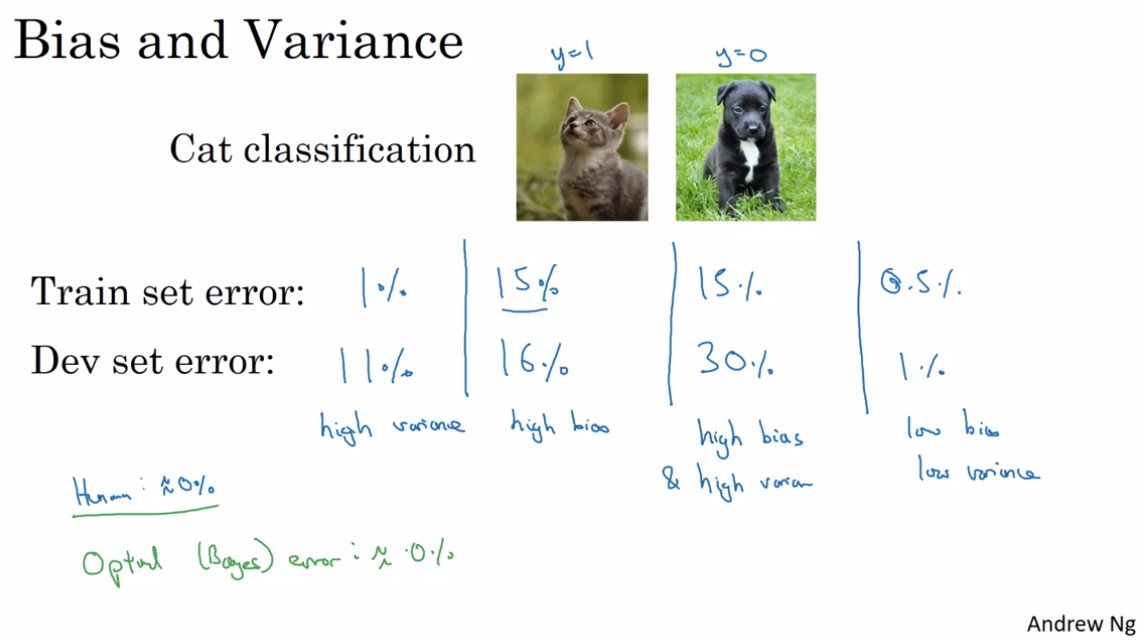 Bias and Variance
y=1 y=0
Cat classification
Train set error: 1% 15% 15% 0.5%
Dev set error: 11% 16% 30% 1%
high variance high bias high bias low bias
& high varian low variance
Human: ≈0%
Optimal (Bayes) error: ≈ 0%
Andrew Ng